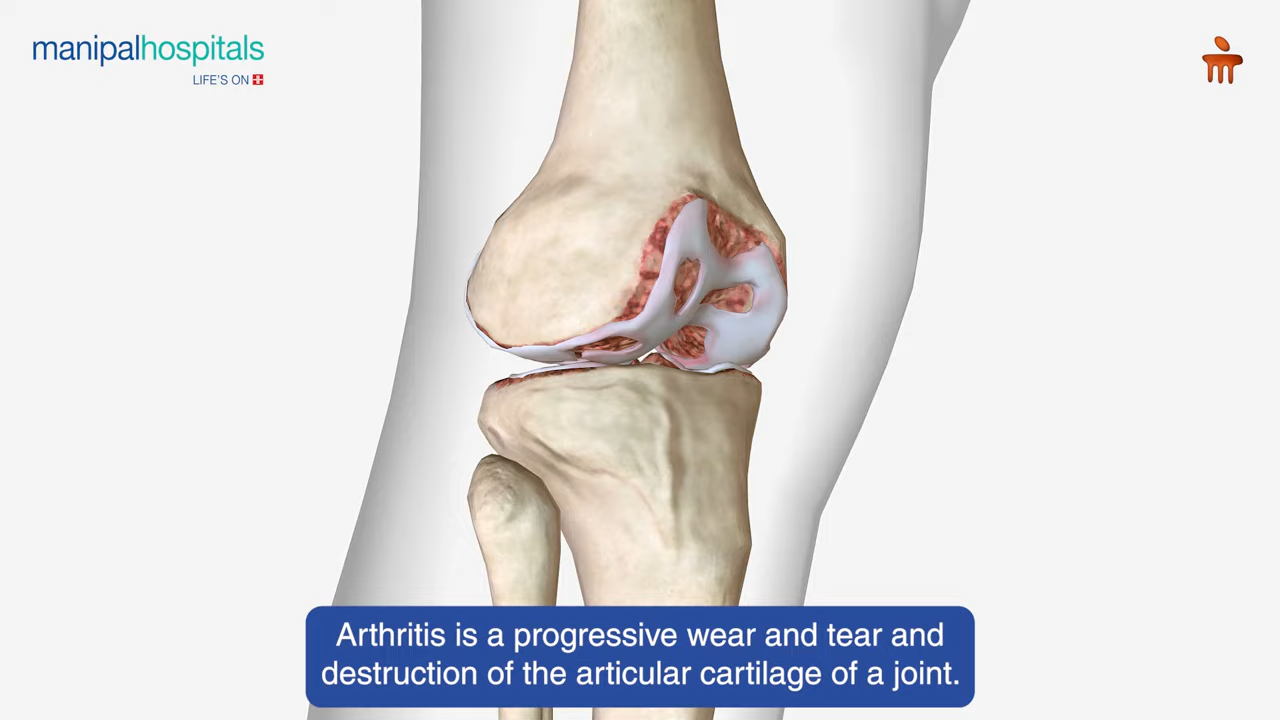 manipalhospitals
LIFE'S ON
Arthritis is a progressive wear and tear and
destruction of the articular cartilage of a joint.